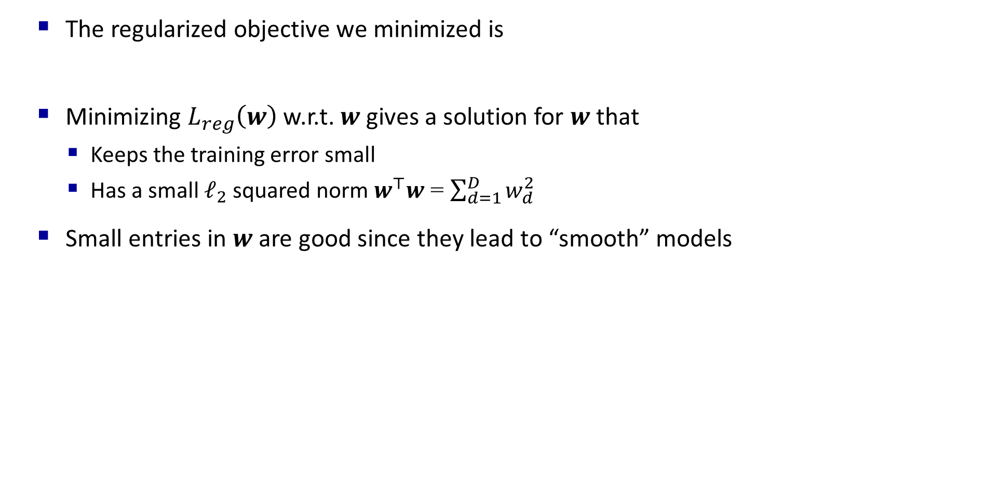 ▪ The regularized objective we minimized is
▪ Minimizing $L_{reg}(\boldsymbol{w})$ w.r.t. $\boldsymbol{w}$ gives a solution for $\boldsymbol{w}$ that
▪ Keeps the training error small
▪ Has a small $\ell_2$ squared norm $\boldsymbol{w}^\top \boldsymbol{w} = \sum_{d=1}^{D} w_d^2$
▪ Small entries in $\boldsymbol{w}$ are good since they lead to “smooth” models